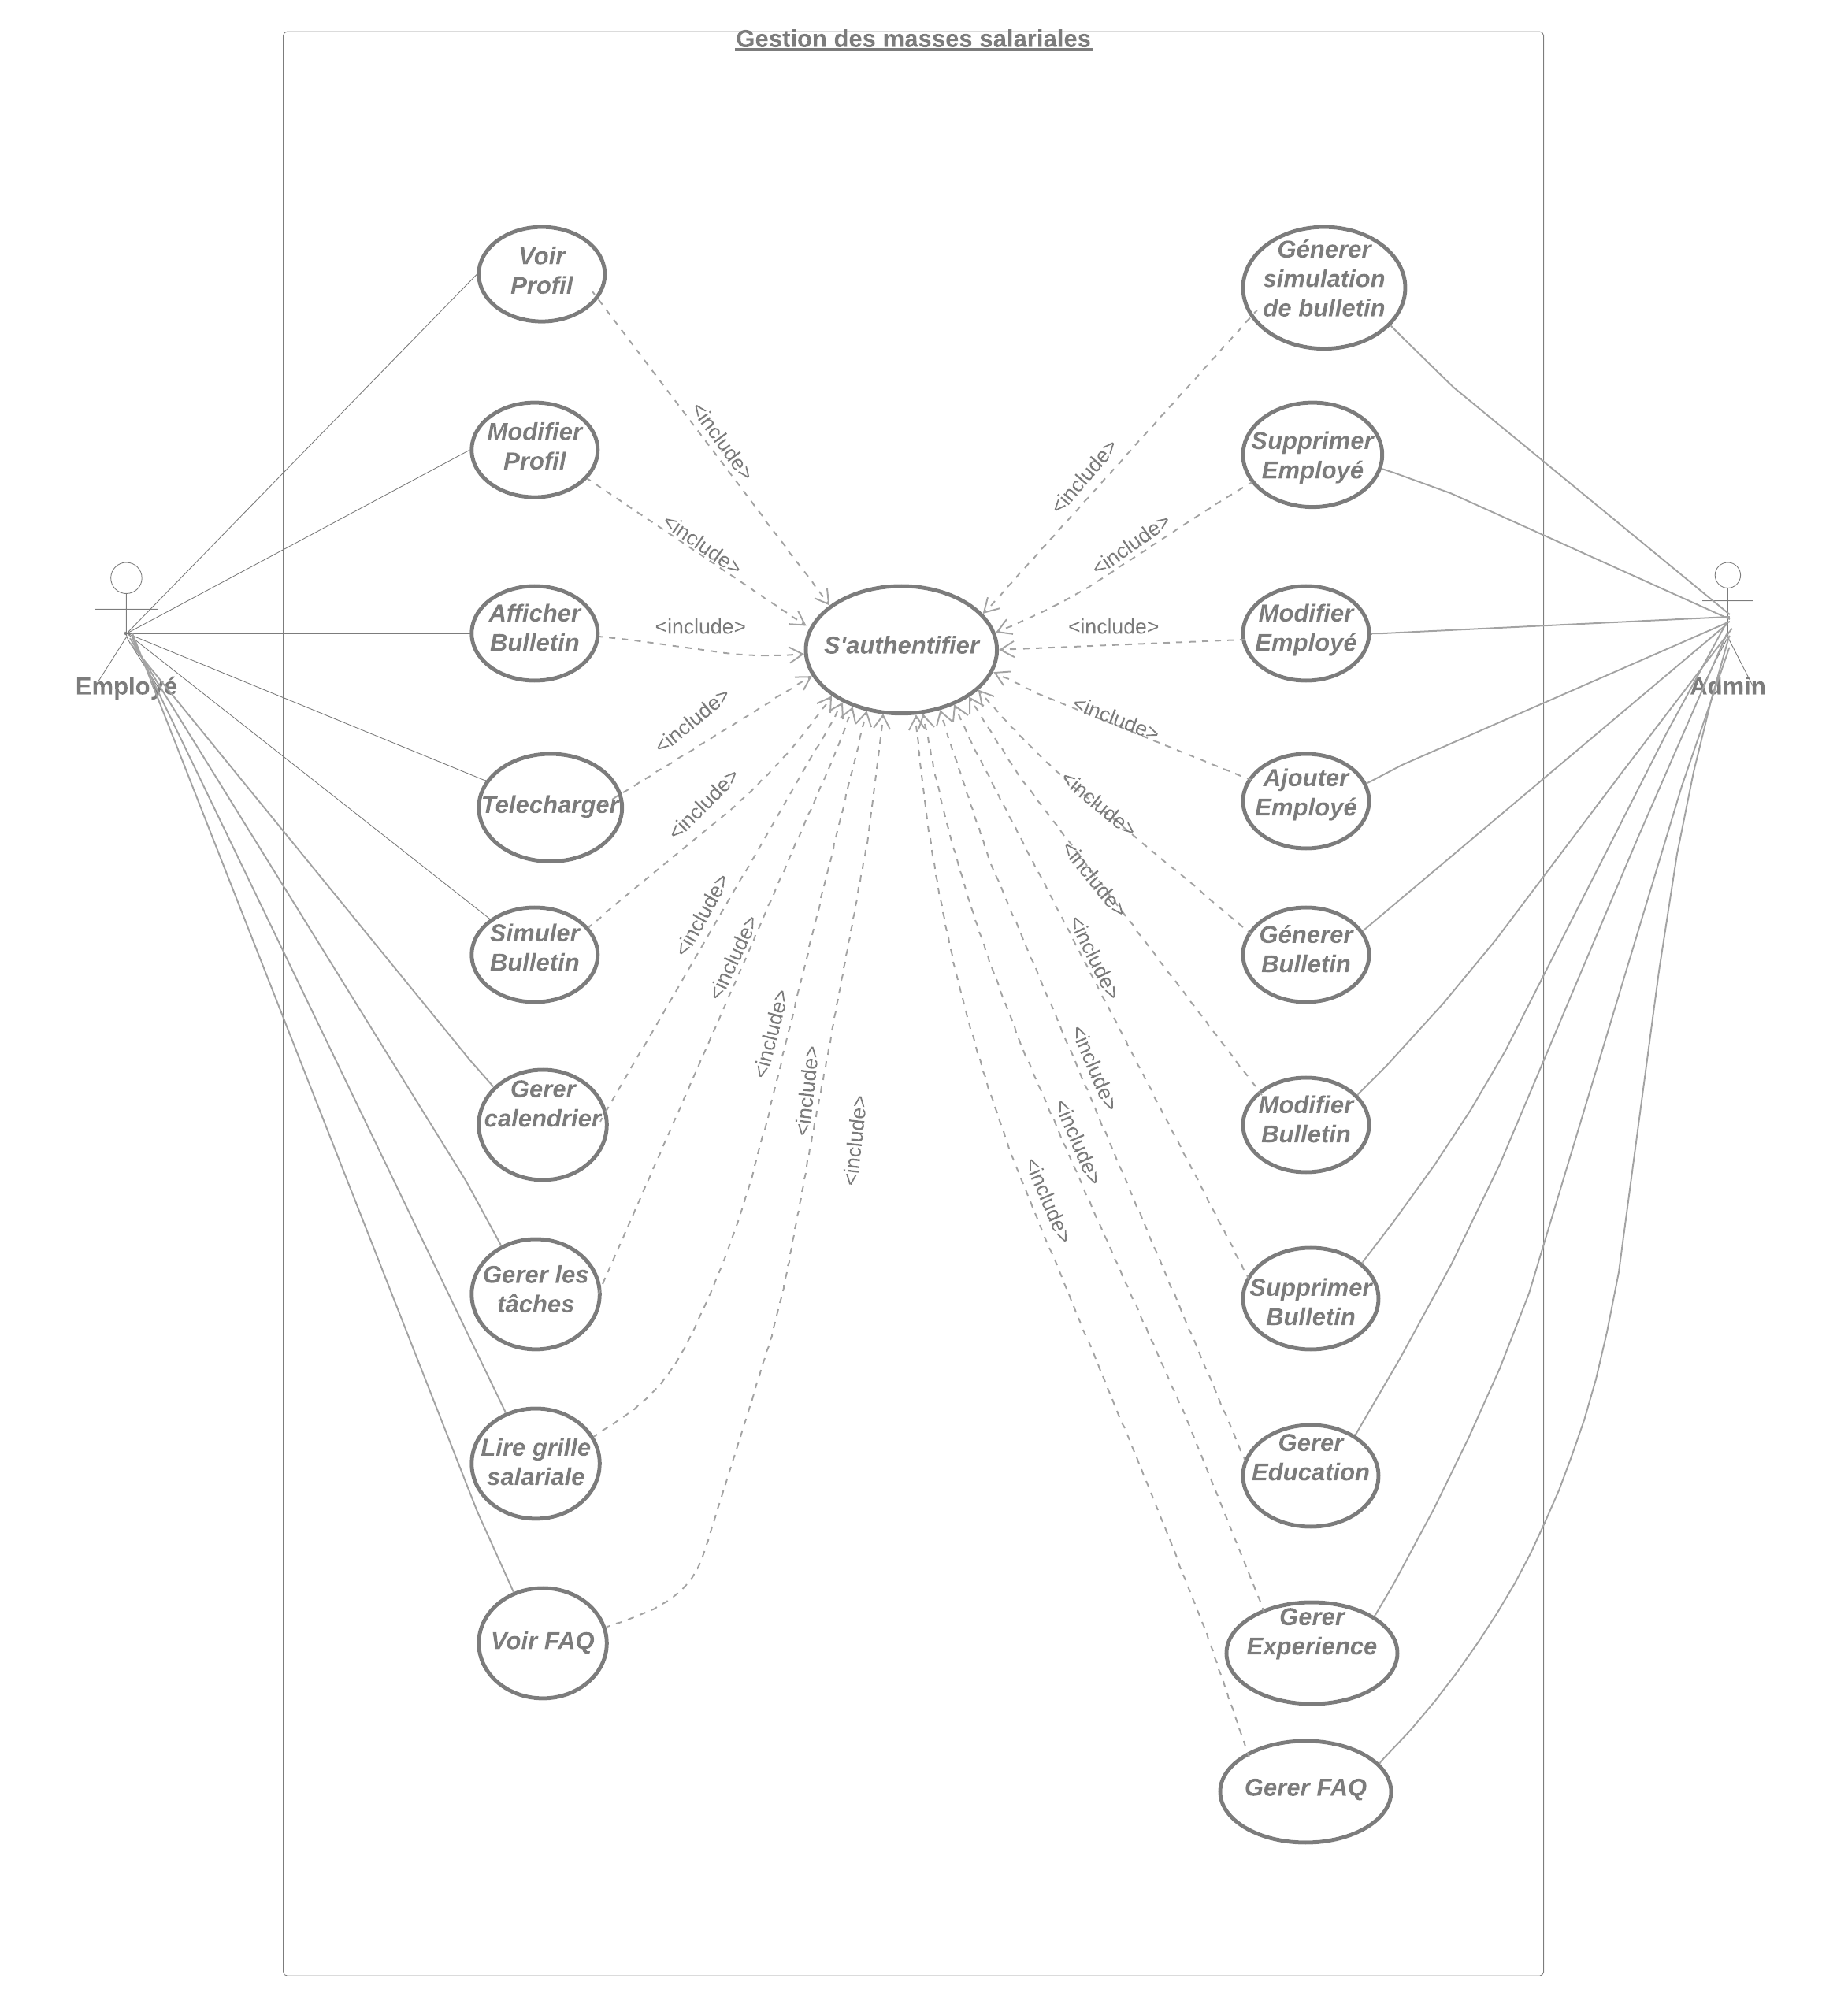 Gestion des masses salariales
Voir
Profil
Génerer
simulation
de bulletin
<include>
<include>
Modifier
Profil
Supprimer
Employé
<include>
<include>
Afficher
Bulletin
<include>
S'authentifier
<include>
Modifier
Employé
Employé
Admin
<include>
<include>
Telecharger
Ajouter
Employé
<include>
<include>
<include>
Simuler
Bulletin
Génerer
Bulletin
<include>
<include>
<include>
<include>
<include>
<include>
<include>
<include>
<include>
Gerer
calendrier
Modifier
Bulletin
Gerer les
tâches
Supprimer
Bulletin
Lire grille
salariale
Gerer
Education
Voir FAQ
Gerer
Experience
Gerer FAQ